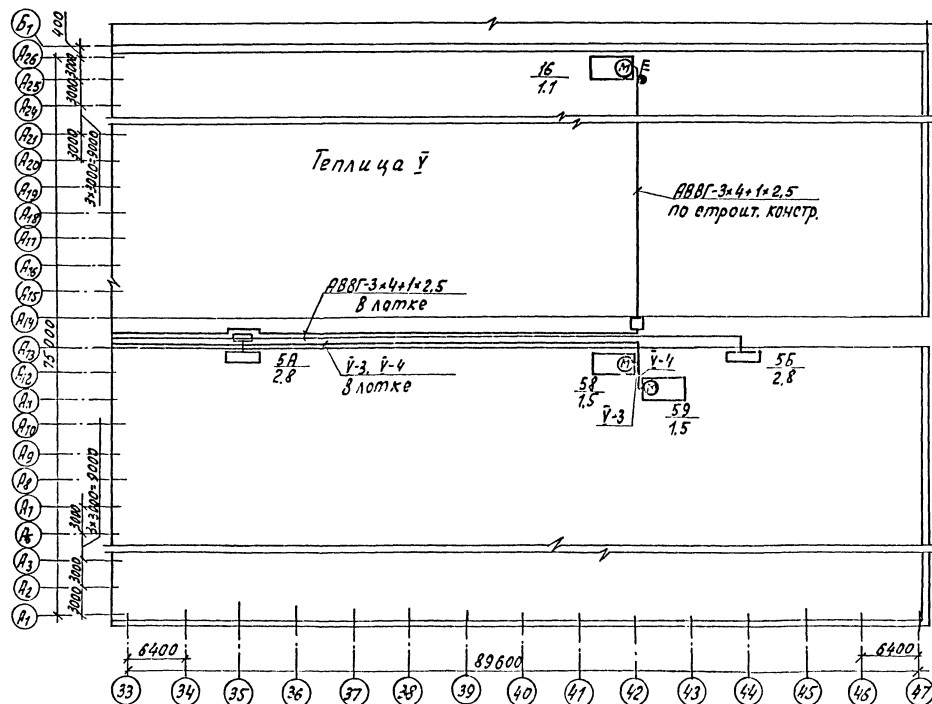 Б1
400
А26
3000
А25
3000
А24
А21
3000
А20
3×3000=9000
А19
А18
А17
А16
А15
А14
75 000
А13
А12
А11
А10
А9
А8
3×3000=9000
А7
3000
А6
А3
3000
А2
3000
А1
16
1.1
М
Е
Теплица V
АВВГ-3×4+1×2,5
по строит. констр.
АВВГ-3×4+1×2,5
в лотке
5А
2.8
V-3, V-4
в лотке
М
58
1,5
V-4
М
V-3
59
1.5
5Б
2,8
6400
89600
6400
33
34
35
36
37
38
39
40
41
42
43
44
45
46
47